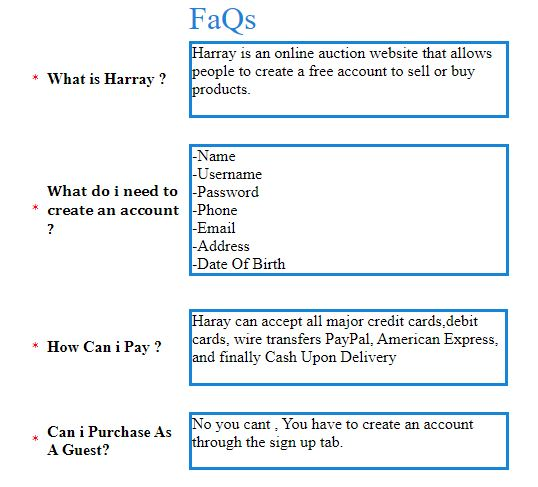 FaQs
* What is Harray ?
Harray is an online auction website that allows
people to create a free account to sell or buy
products.
* What do i need to
create an account
?
-Name
-Username
-Password
-Phone
-Email
-Address
-Date Of Birth
* How Can i Pay ?
Haray can accept all major credit cards,debit
cards, wire transfers PayPal, American Express,
and finally Cash Upon Delivery
* Can i Purchase As
A Guest?
No you cant , You have to create an account
through the sign up tab.